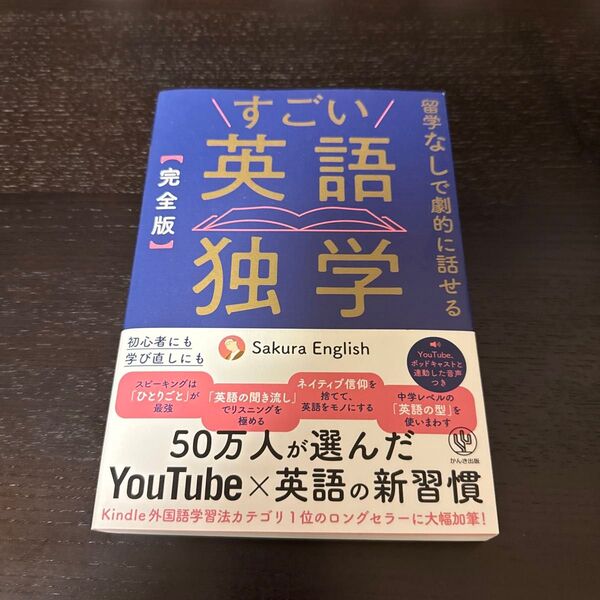 留学なしで劇的に話せる
すごい
英語
独学
【完全版】
初心者にも
学び直しにも
Sakura English
YouTube、
ポッドキャストと
連動した音声
つき
スピーキングは
「ひとりごと」が
最強
「英語の聞き流し」
でリスニングを
極める
ネイティブ信仰を
捨てて、
英語をモノにする
中学レベルの
「英語の型」を
使いまわす
50万人が選んだ
YouTube×英語の新習慣
かんき出版
Kindle外国語学習法カテゴリ1位のロングセラーに大幅加筆!